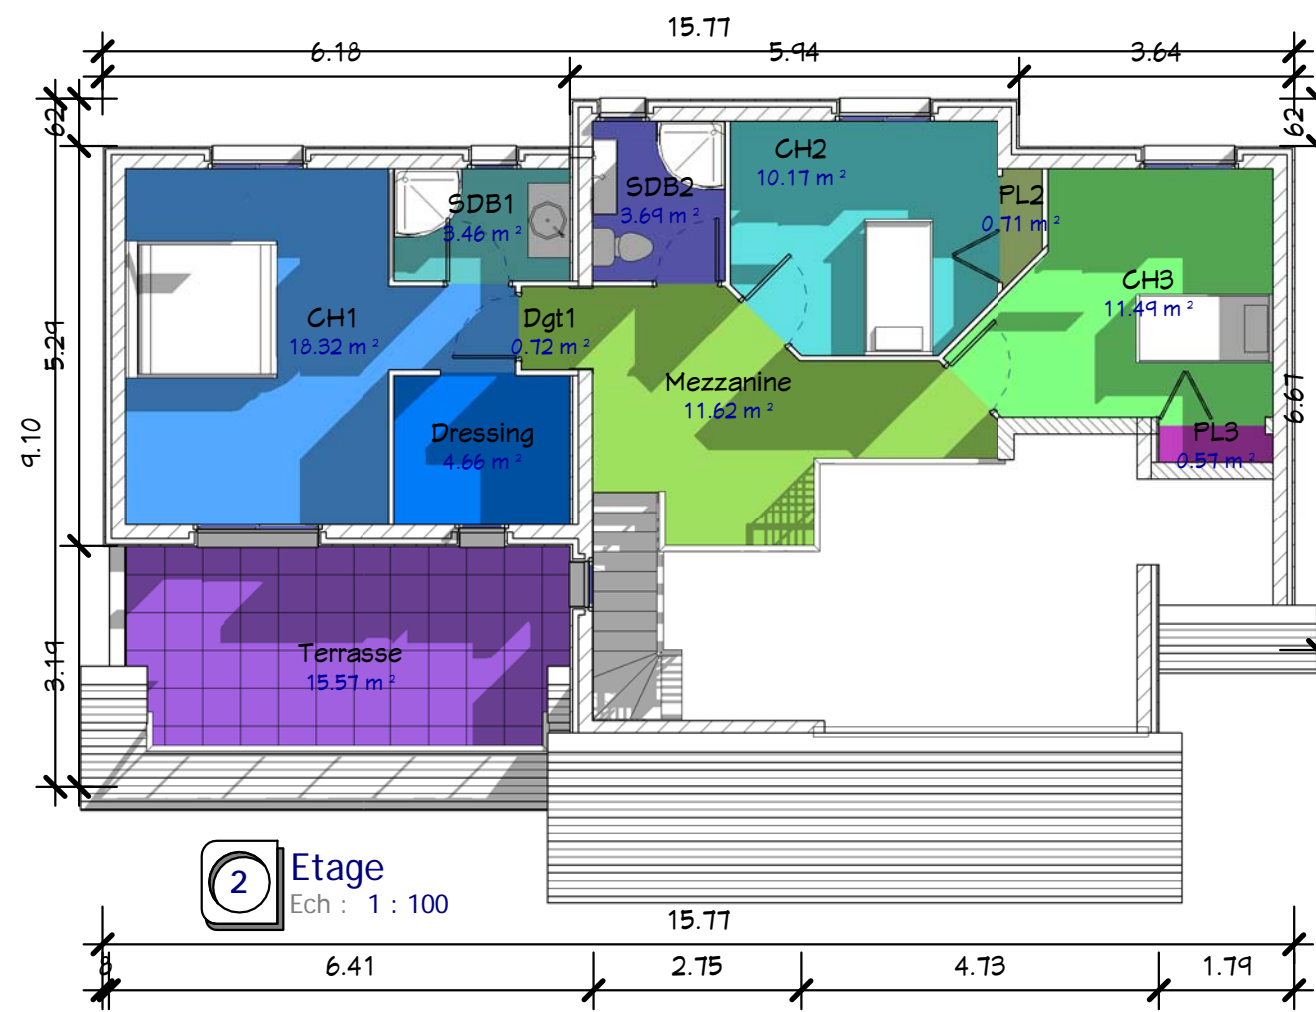 15.77
6.18
5.94
3.64
62
62
CH2
10.17 m²
SDB1
3.46 m²
SDB2
3.69 m²
PL2
0.71 m²
CH3
11.49 m²
CH1
18.32 m²
Dgt1
0.72 m²
5.29
Mezzanine
11.62 m²
6.67
9.10
Dressing
4.66 m²
PL3
0.57 m²
3.19
Terrasse
15.57 m²
2
Etage
Ech : 1 : 100
15.77
8
6.41
2.75
4.73
1.79